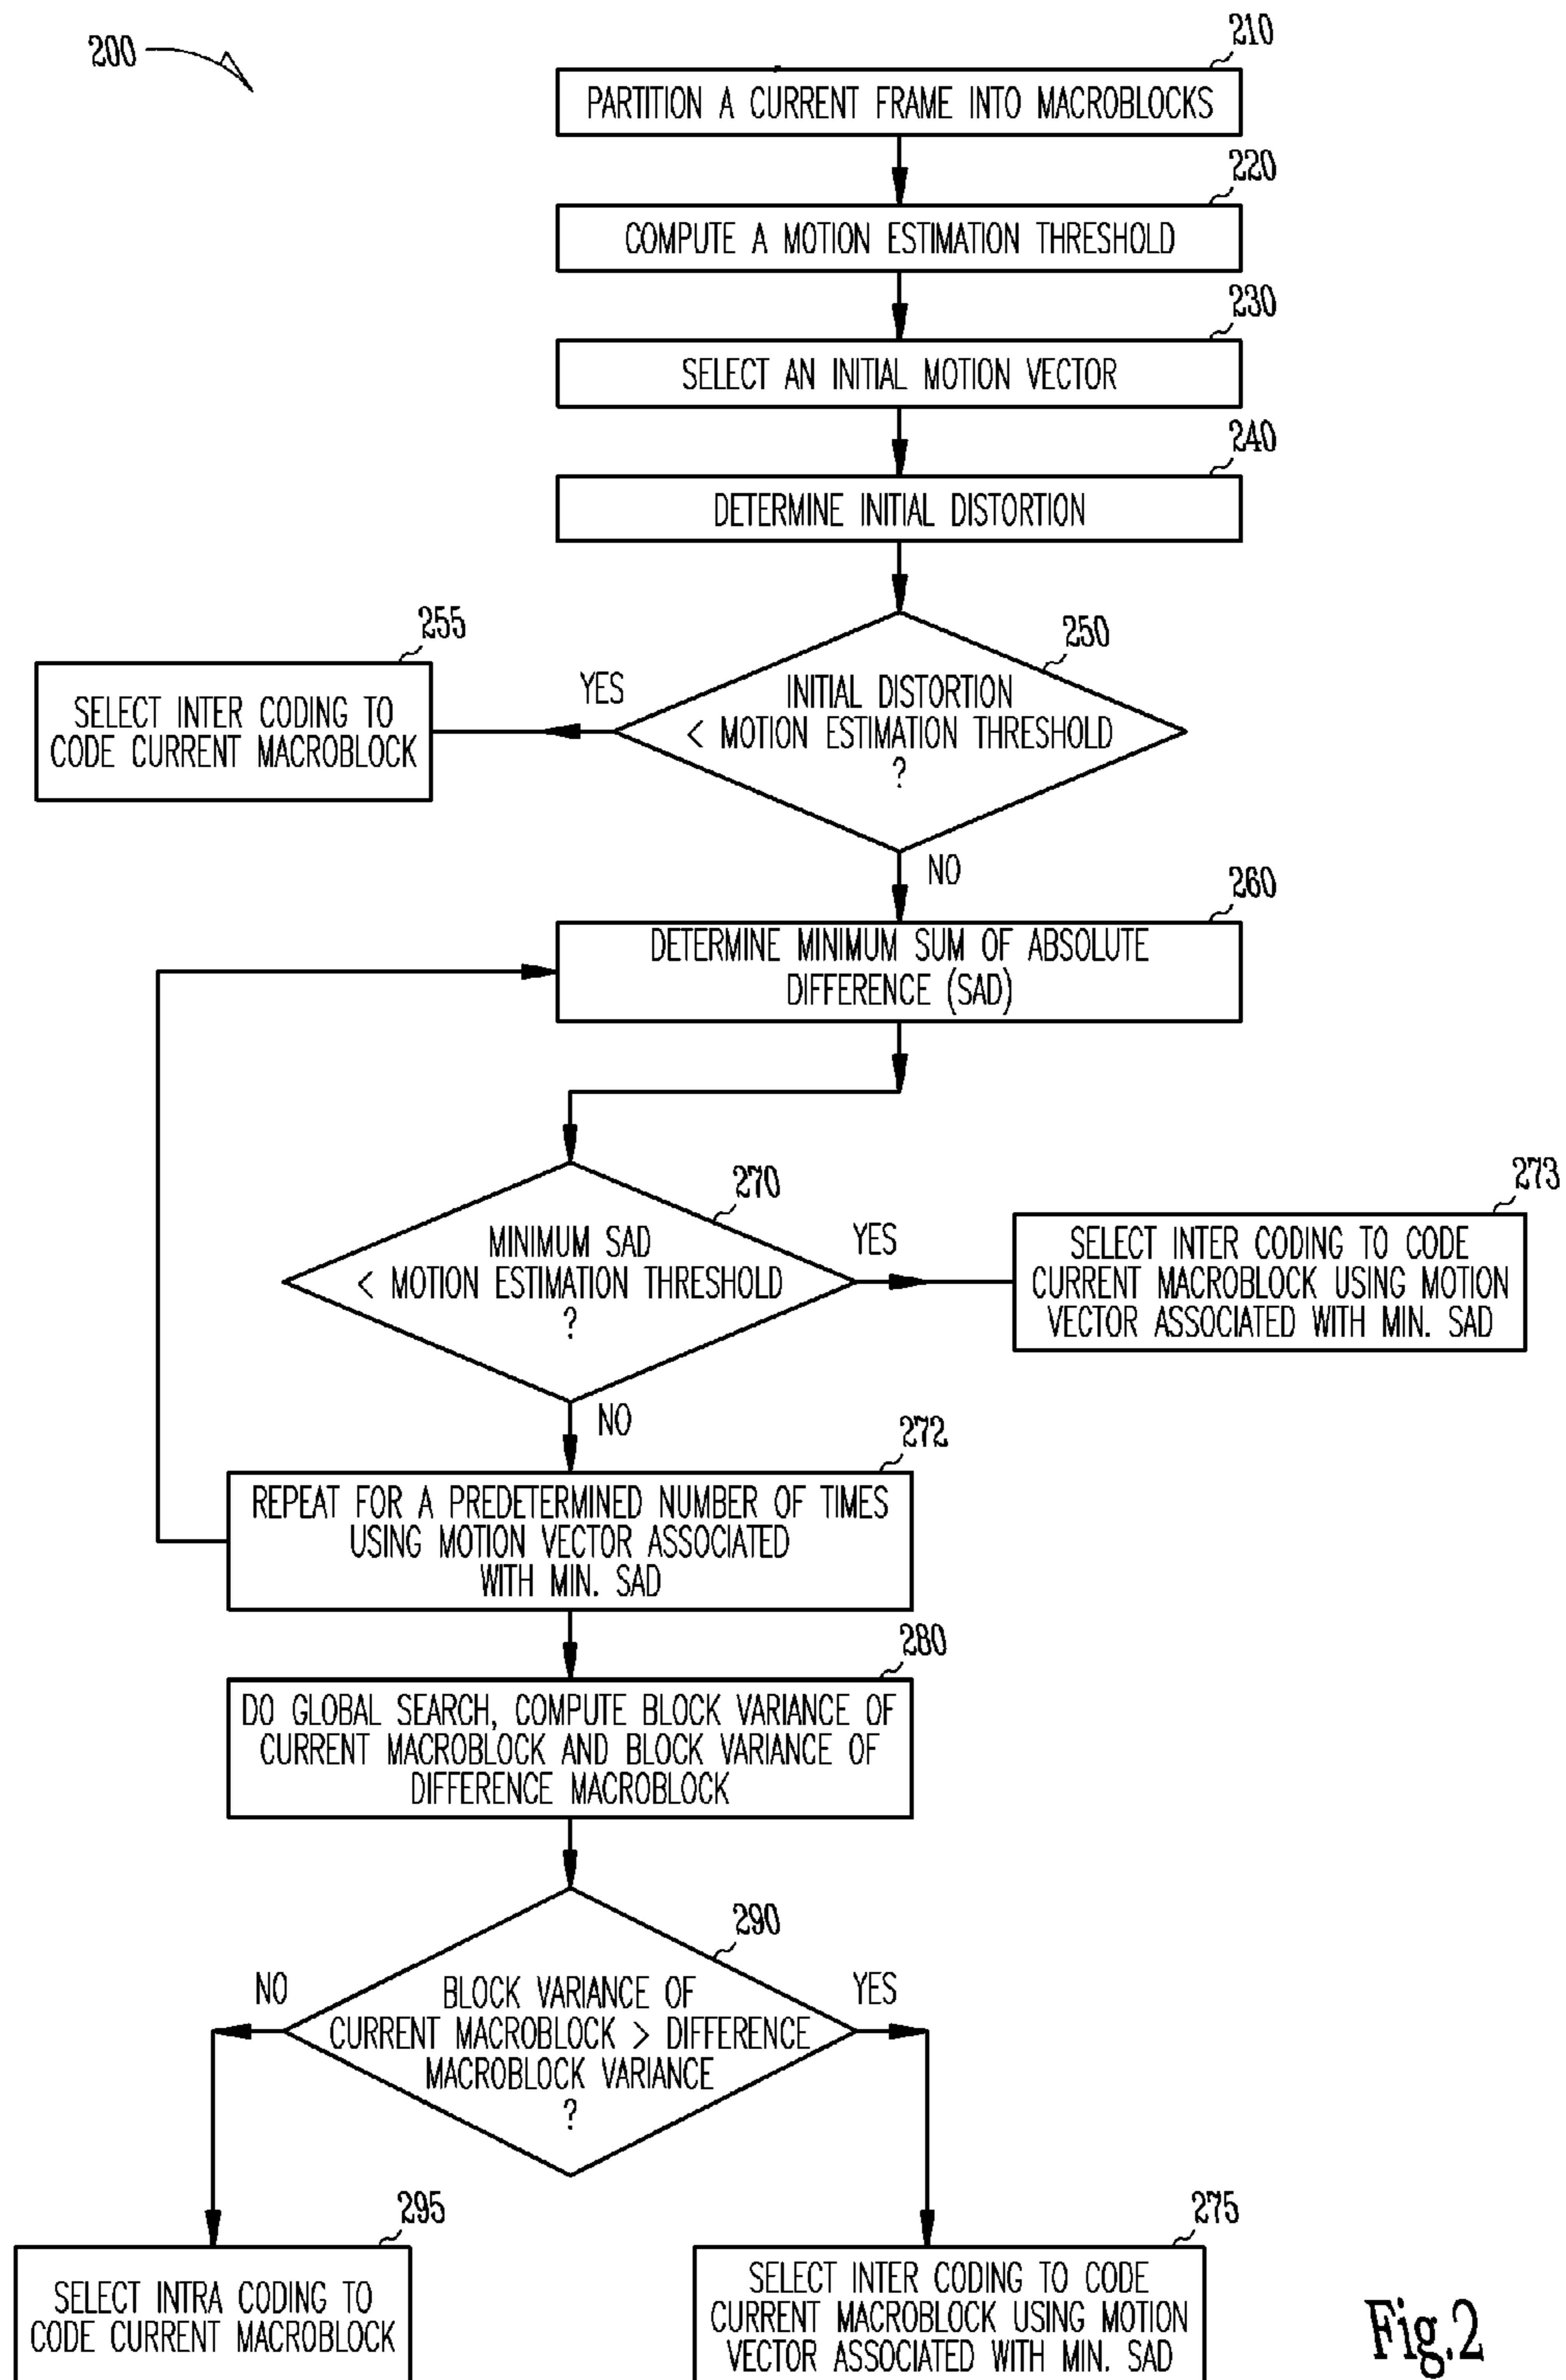 200
210
PARTITION A CURRENT FRAME INTO MACROBLOCKS
220
COMPUTE A MOTION ESTIMATION THRESHOLD
230
SELECT AN INITIAL MOTION VECTOR
240
DETERMINE INITIAL DISTORTION
250
INITIAL DISTORTION
< MOTION ESTIMATION THRESHOLD
?
YES
255
SELECT INTER CODING TO
CODE CURRENT MACROBLOCK
NO
260
DETERMINE MINIMUM SUM OF ABSOLUTE
DIFFERENCE (SAD)
270
MINIMUM SAD
< MOTION ESTIMATION THRESHOLD
?
YES
273
SELECT INTER CODING TO CODE
CURRENT MACROBLOCK USING MOTION
VECTOR ASSOCIATED WITH MIN. SAD
NO
272
REPEAT FOR A PREDETERMINED NUMBER OF TIMES
USING MOTION VECTOR ASSOCIATED
WITH MIN. SAD
280
DO GLOBAL SEARCH, COMPUTE BLOCK VARIANCE OF
CURRENT MACROBLOCK AND BLOCK VARIANCE OF
DIFFERENCE MACROBLOCK
290
BLOCK VARIANCE OF
CURRENT MACROBLOCK > DIFFERENCE
MACROBLOCK VARIANCE
?
NO
YES
295
SELECT INTRA CODING TO
CODE CURRENT MACROBLOCK
275
SELECT INTER CODING TO CODE
CURRENT MACROBLOCK USING MOTION
VECTOR ASSOCIATED WITH MIN. SAD
Fig.2